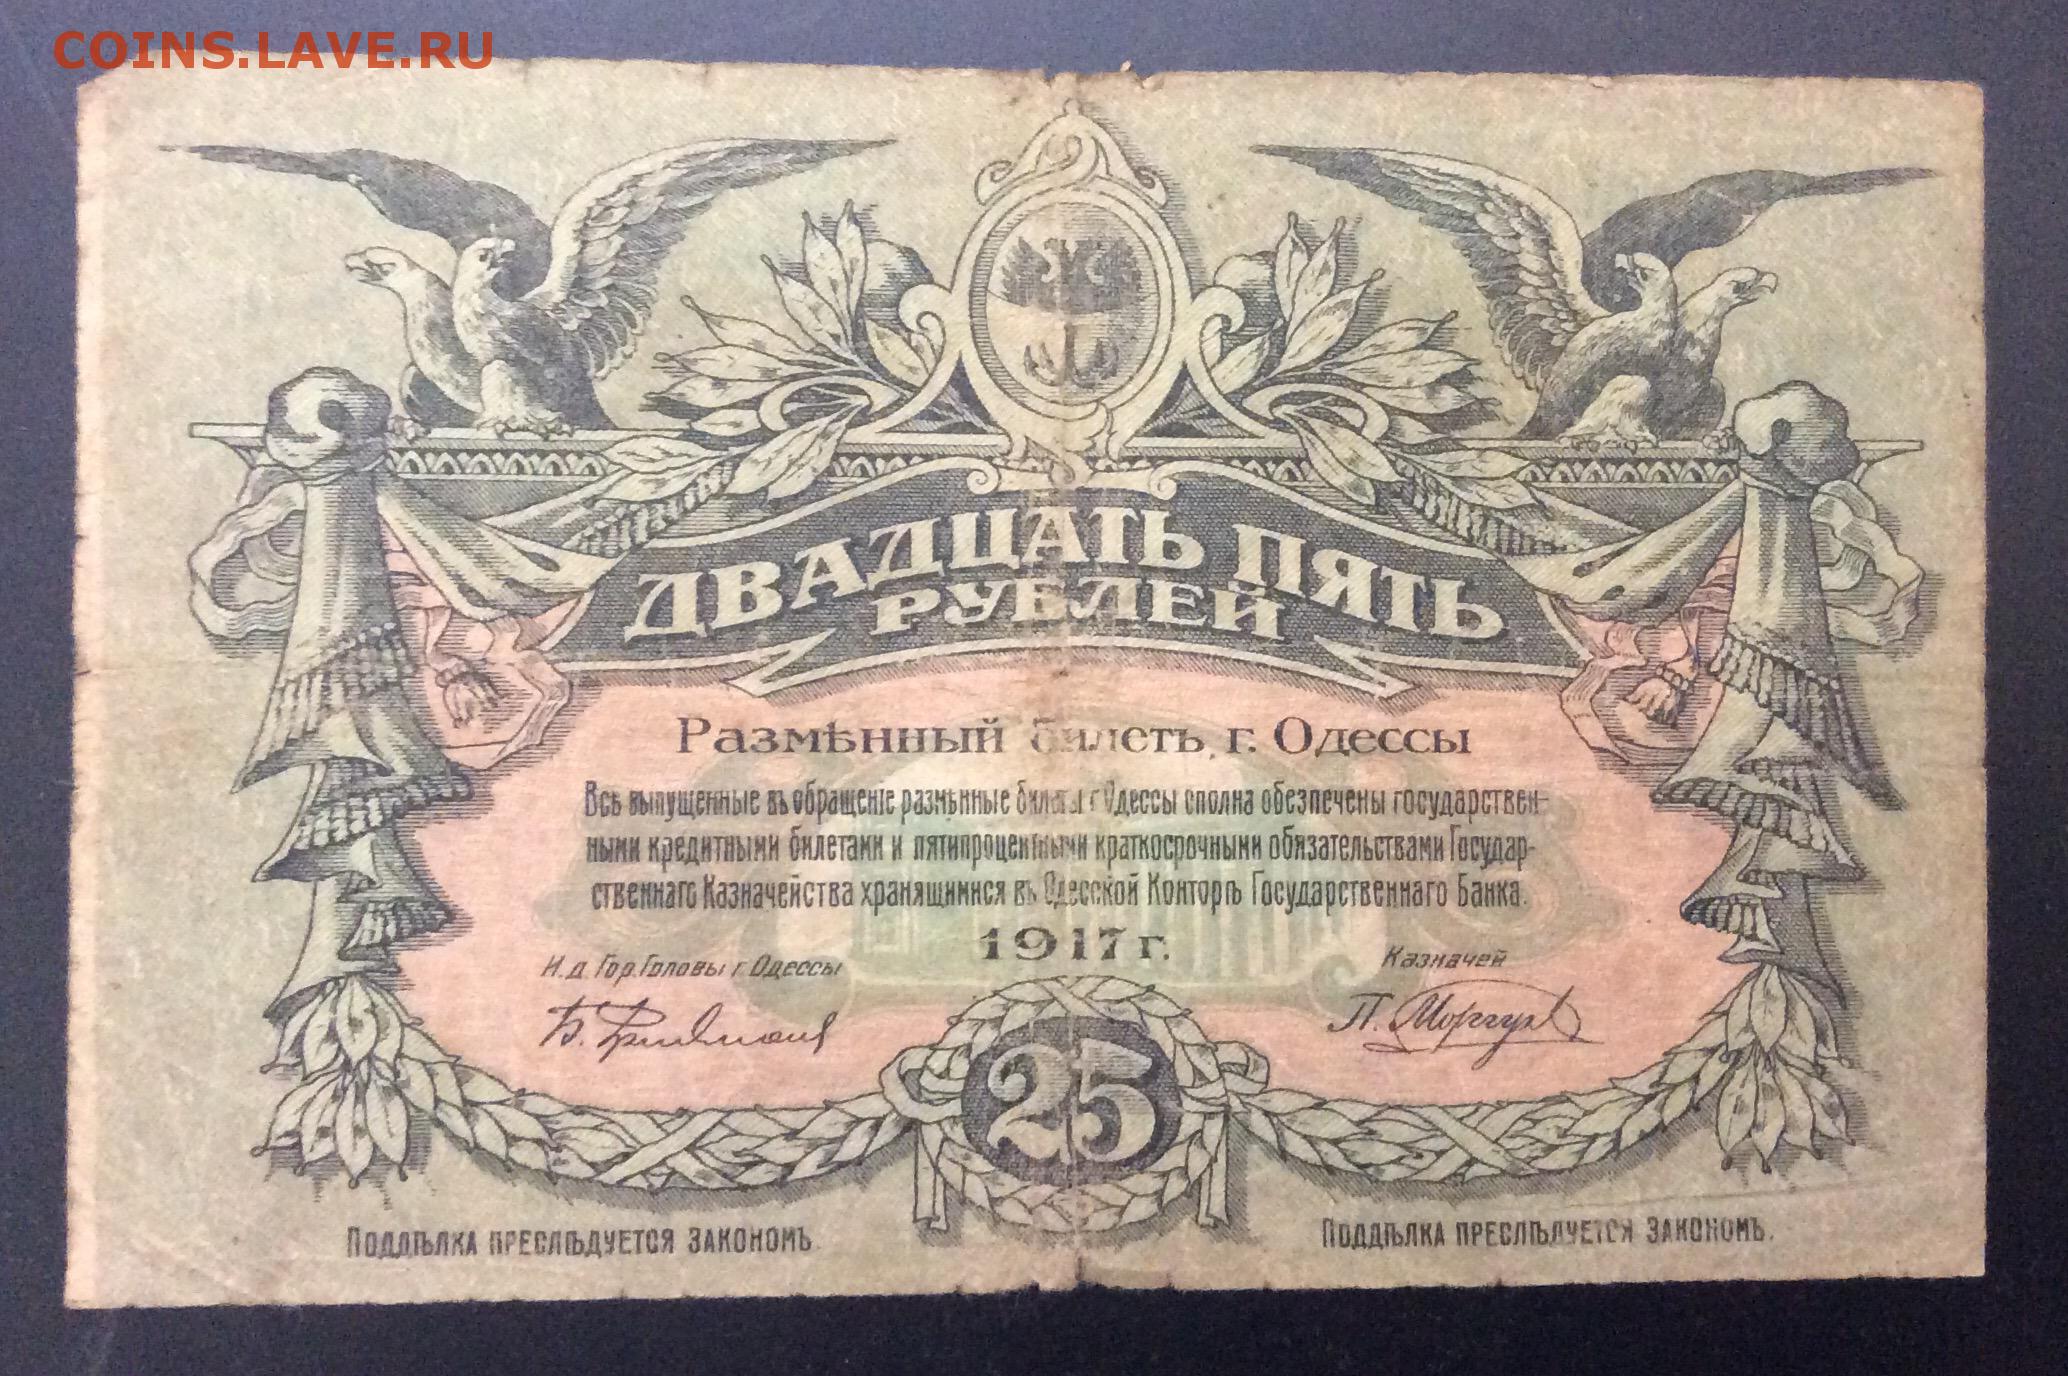 COINS.LAVE.RU
ДВАДЦАТЬ ПЯТЬ
РУБЛЕЙ
Размѣнный билетъ г. Одессы
Всѣ выпущенные въ обращенiе размѣнные билеты г. Одессы сполна обезпечены государствен-
ными кредитными билетами и пятипроцентными краткосрочными обязательствами Государ-
ственнаго Казначейства хранящимися въ Одесской Конторѣ Государственнаго Банка.
1917 г.
И. д. Гор. Головы г. Одессы
Казначей
П. Моргун
25
ПОДДѢЛКА ПРЕСЛѢДУЕТСЯ ЗАКОНОМЪ
ПОДДѢЛКА ПРЕСЛѢДУЕТСЯ ЗАКОНОМЪ.